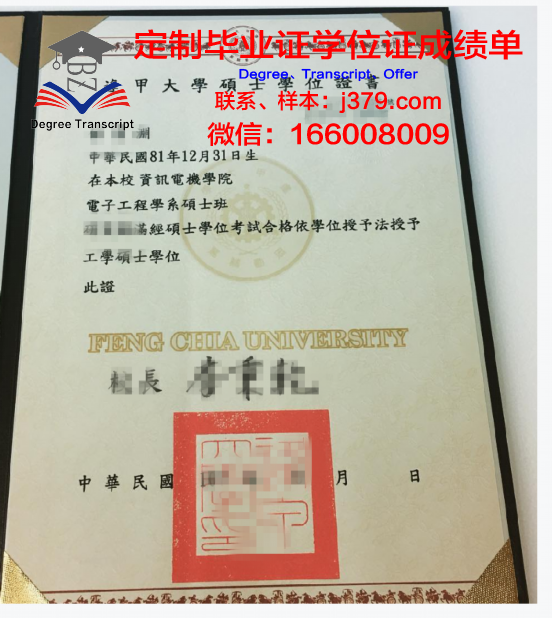 定制毕业证学位证成绩单
Degree、Transcript、Offer
BZ
Degree Transcript
逢甲大學碩士學位證書
联系、样本：j379.com
微信：166008009
中華民國81年12月31日生
在本校資訊電機學院
電子工程學系碩士班
滿經碩士學位考試合格依學位授予法授予
工學碩士學位
此證
FENG CHIA UNIVERSITY
校長
中華民國 月 日